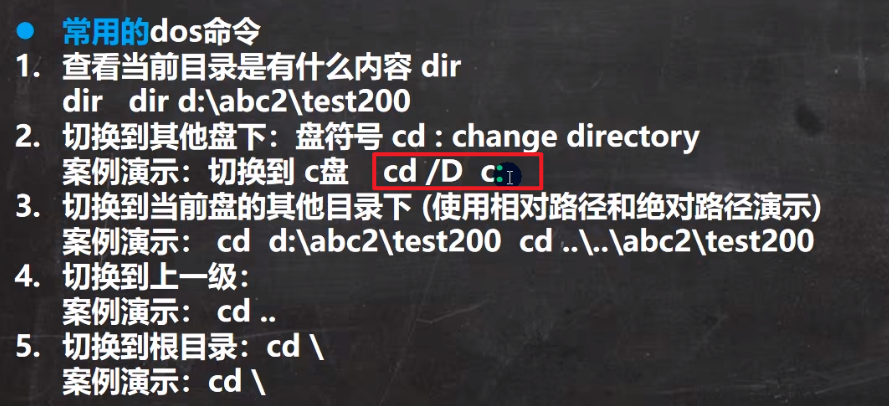 ● 常用的dos命令
1. 查看当前目录是有什么内容 dir
dir dir d:\abc2\test200
2. 切换到其他盘下：盘符号 cd : change directory
案例演示：切换到 c盘 cd /D c:
3. 切换到当前盘的其他目录下 (使用相对路径和绝对路径演示)
案例演示： cd d:\abc2\test200 cd ..\..\abc2\test200
4. 切换到上一级：
案例演示： cd ..
5. 切换到根目录：cd \
案例演示：cd \